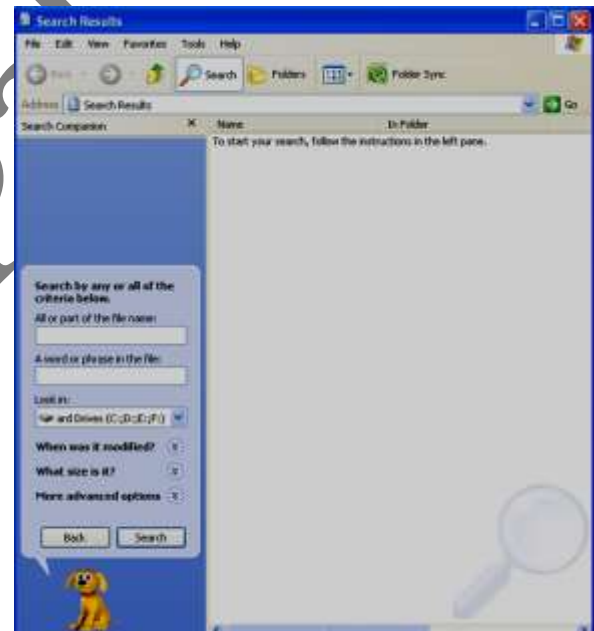 Search Results
File Edit View Favorites Tools Help
Back Search Folders Folder Sync
Address Search Results Go
Search Companion × Name In Folder
To start your search, follow the instructions in the left pane.
Search by any or all of the
criteria below.
All or part of the file name:
A word or phrase in the file:
Look in:
and Drives (C:;D:;E:;F:)
When was it modified?
What size is it?
More advanced options
Back Search